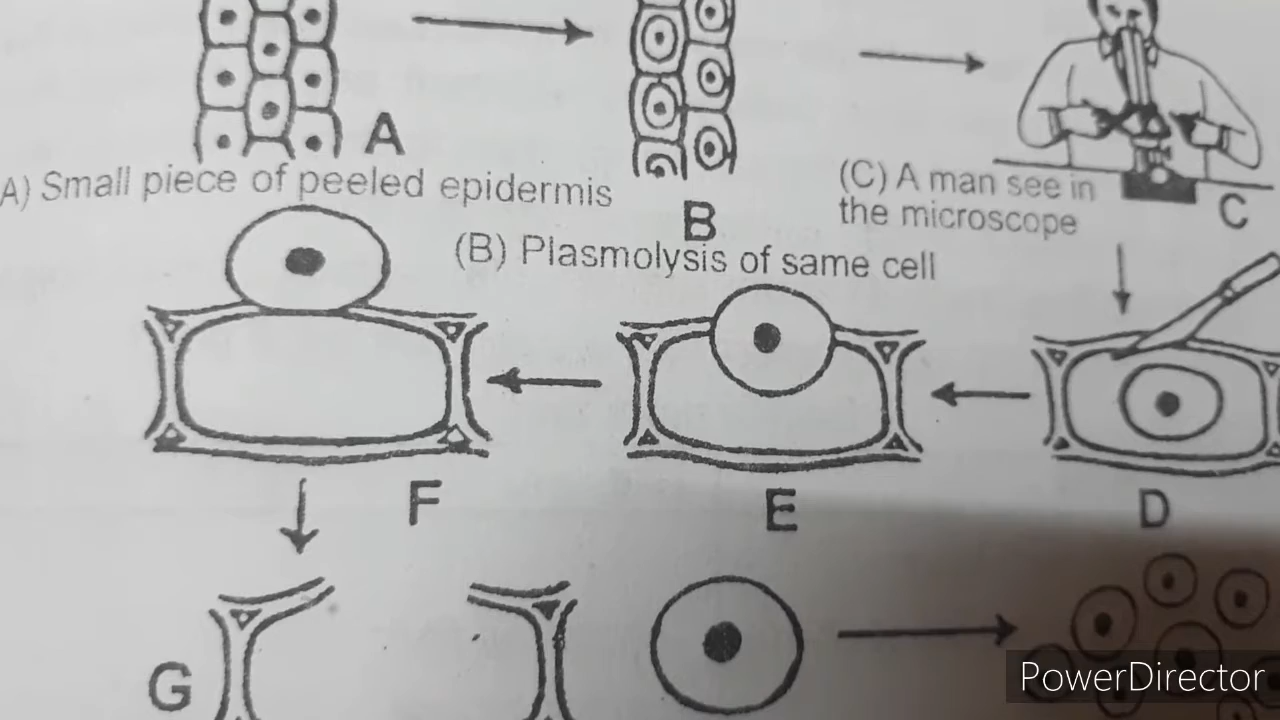 A
A) Small piece of peeled epidermis
B
(B) Plasmolysis of same cell
(C) A man see in
the microscope
C
F
E
D
G
PowerDirector